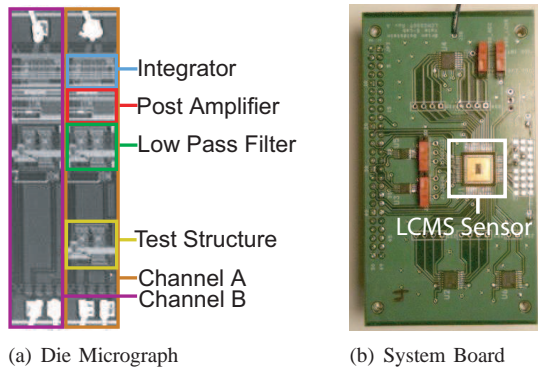 Integrator
Post Amplifier
Low Pass Filter
Test Structure
Channel A
Channel B
(a) Die Micrograph
LCMS Sensor
(b) System Board